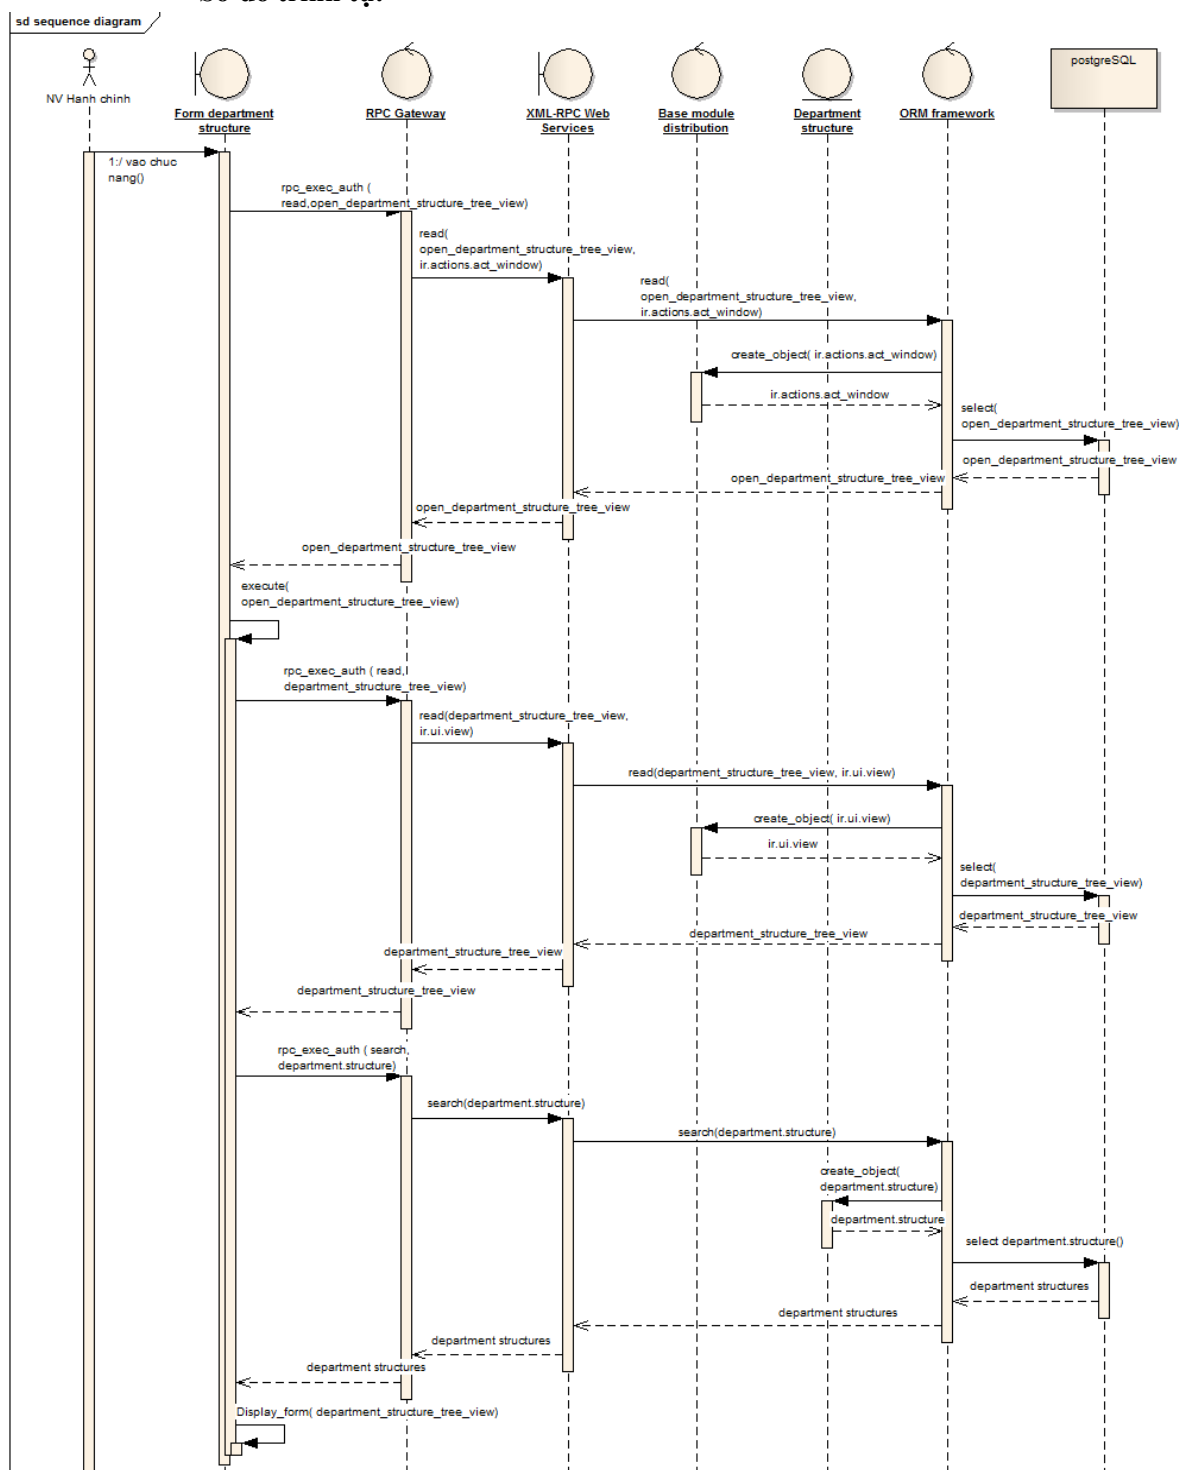 Sơ đồ trình tự:
sd sequence diagram
NV Hanh chinh
Form department
structure
RPC Gateway
XML-RPC Web
Services
Base module
distribution
Department
structure
ORM framework
postgreSQL
1:/ vao chuc
nang()
rpc_exec_auth (
read,open_department_structure_tree_view)
read(
open_department_structure_tree_view,
ir.actions.act_window)
read(
open_department_structure_tree_view,
ir.actions.act_window)
create_object( ir.actions.act_window)
ir.actions.act_window
select(
open_department_structure_tree_view)
open_department_structure_tree_view
open_department_structure_tree_view
open_department_structure_tree_view
open_department_structure_tree_view
execute(
open_department_structure_tree_view)
rpc_exec_auth ( read,
department_structure_tree_view)
read(department_structure_tree_view,
ir.ui.view)
read(department_structure_tree_view, ir.ui.view)
create_object( ir.ui.view)
ir.ui.view
select(
department_structure_tree_view)
department_structure_tree_view
department_structure_tree_view
department_structure_tree_view
department_structure_tree_view
rpc_exec_auth ( search,
department.structure)
search(department.structure)
search(department.structure)
create_object(
department.structure)
department.structure
select department.structure()
department structures
department structures
department structures
department structures
Display_form( department_structure_tree_view)